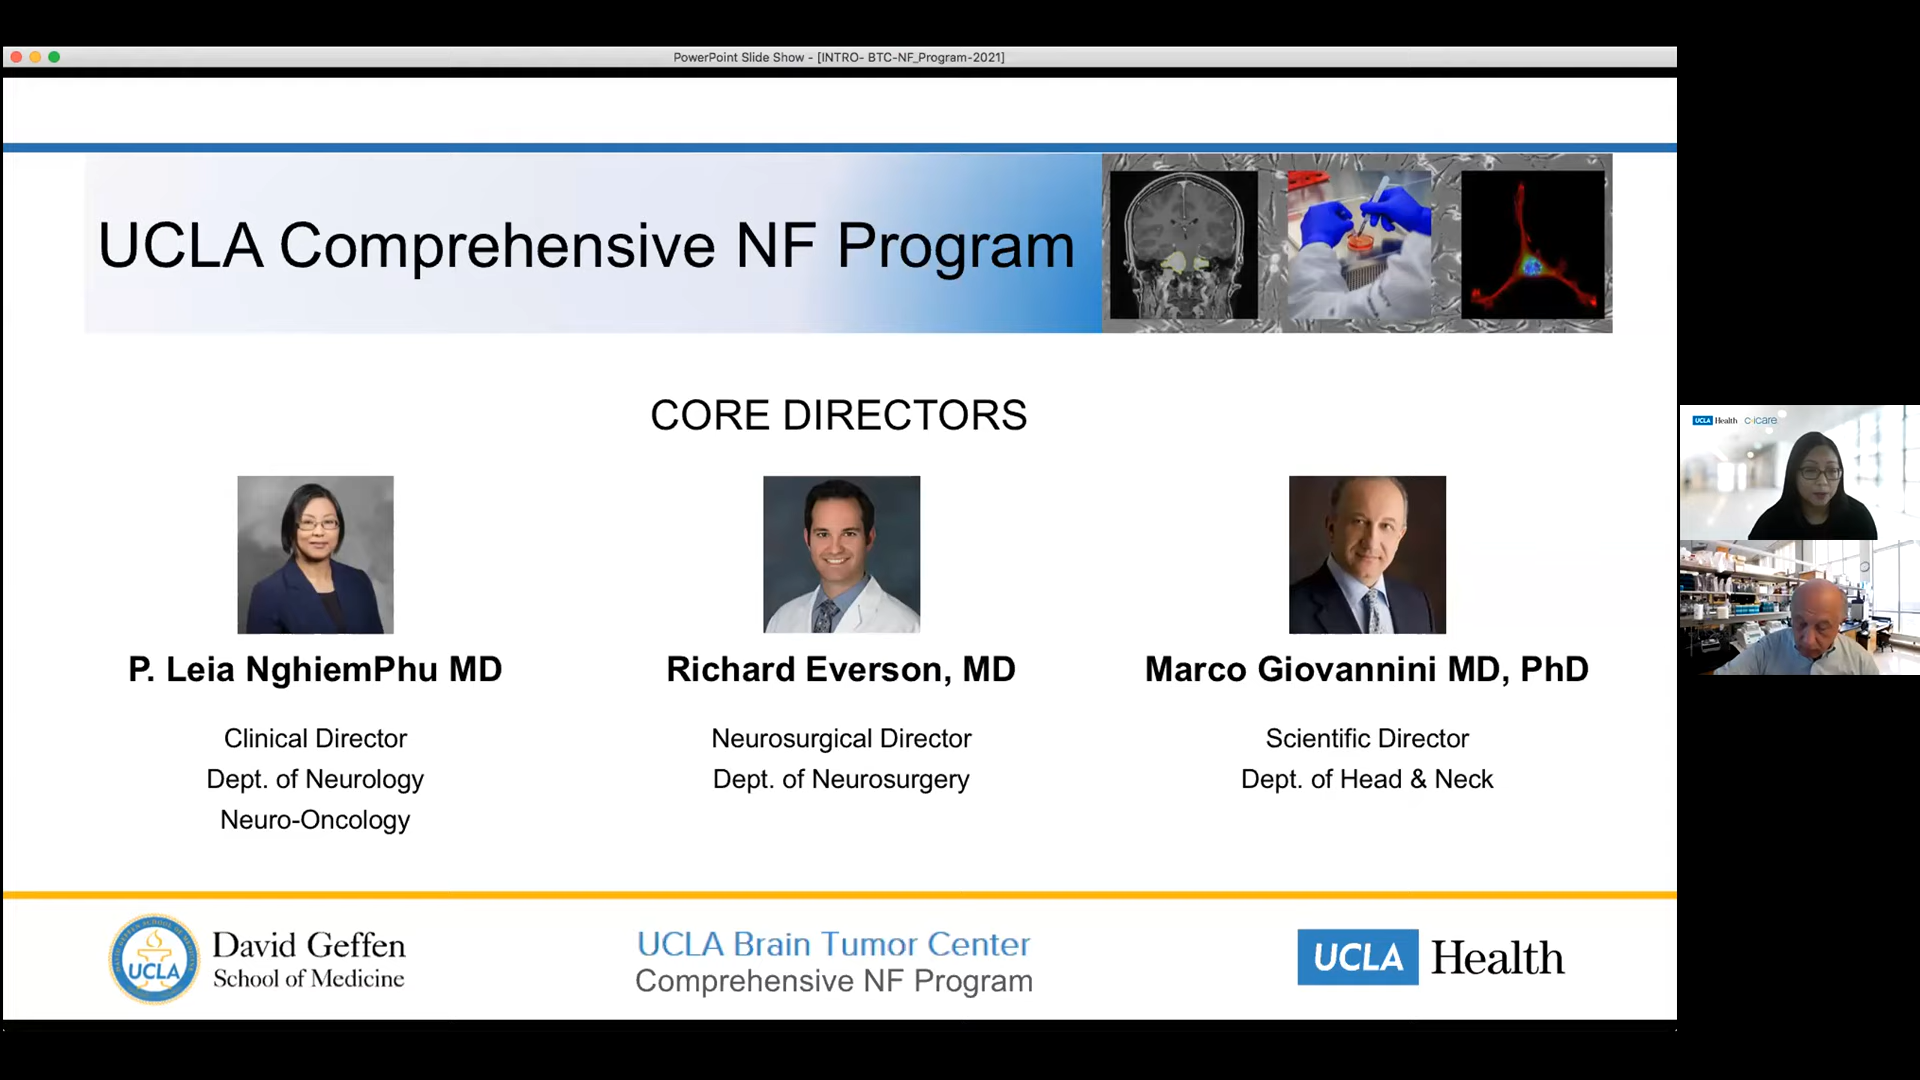 PowerPoint Slide Show - [INTRO- BTC-NF_Program-2021]
UCLA Comprehensive NF Program
CORE DIRECTORS
P. Leia NghiemPhu MD
Clinical Director
Dept. of Neurology
Neuro-Oncology
Richard Everson, MD
Neurosurgical Director
Dept. of Neurosurgery
Marco Giovannini MD, PhD
Scientific Director
Dept. of Head & Neck
UCLA
David Geffen
School of Medicine
UCLA Brain Tumor Center
Comprehensive NF Program
UCLA Health
UCLA Health